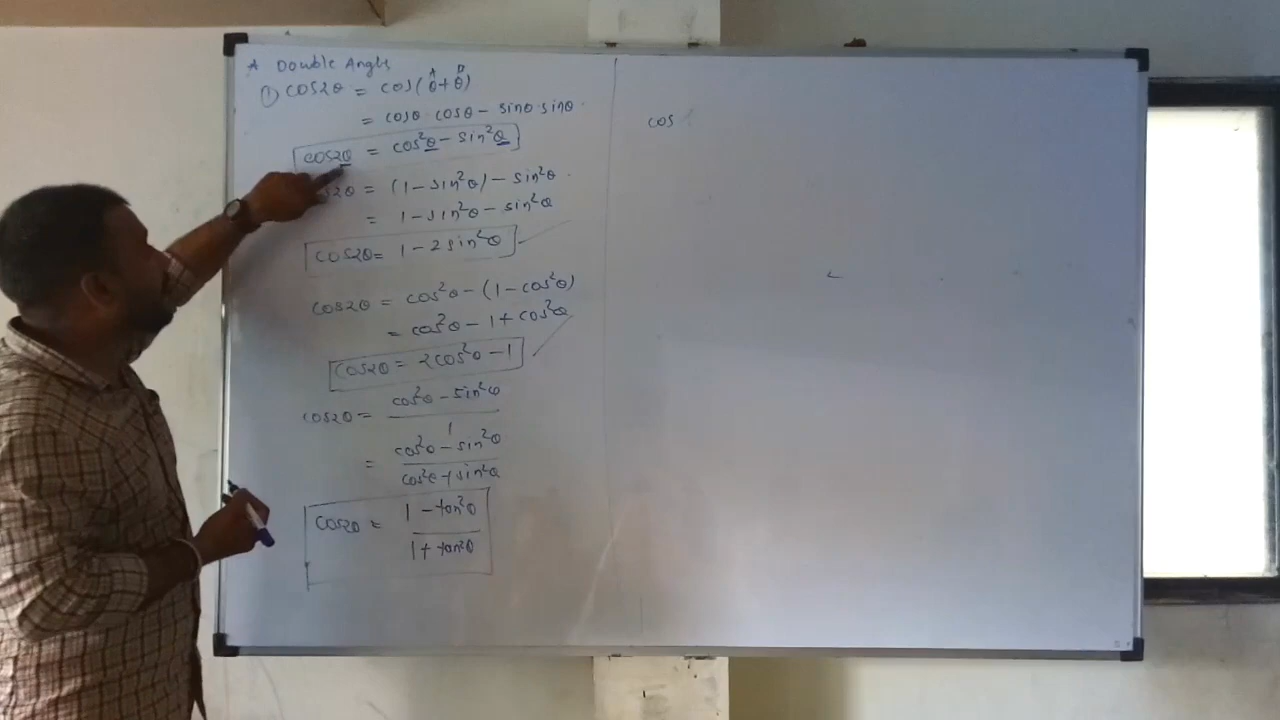 * Double Angle
① cos2θ = cos(θ+θ)
A B
= cosθ·cosθ - sinθ·sinθ
cos2θ = cos²θ - sin²θ
cos2θ = (1 - sin²θ) - sin²θ
= 1 - sin²θ - sin²θ
cos2θ = 1 - 2sin²θ
cos2θ = cos²θ - (1 - cos²θ)
= cos²θ - 1 + cos²θ
cos2θ = 2cos²θ - 1
cos2θ = cos²θ - sin²θ
1
= cos²θ - sin²θ
cos²θ + sin²θ
cos2θ = 1 - tan²θ
1 + tan²θ
cos